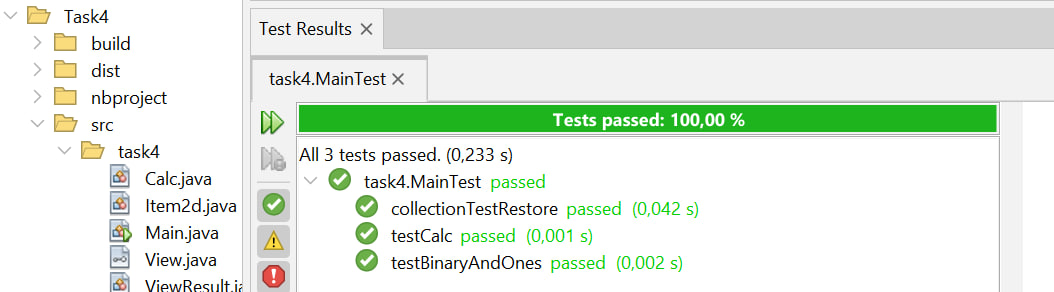 Task4
build
dist
nbproject
src
task4
Calc.java
Item2d.java
Main.java
View.java
ViewResult.ja
Test Results
task4.MainTest
Tests passed: 100,00 %
All 3 tests passed. (0,233 s)
task4.MainTest passed
collectionTestRestore passed (0,042 s)
testCalc passed (0,001 s)
testBinaryAndOnes passed (0,002 s)